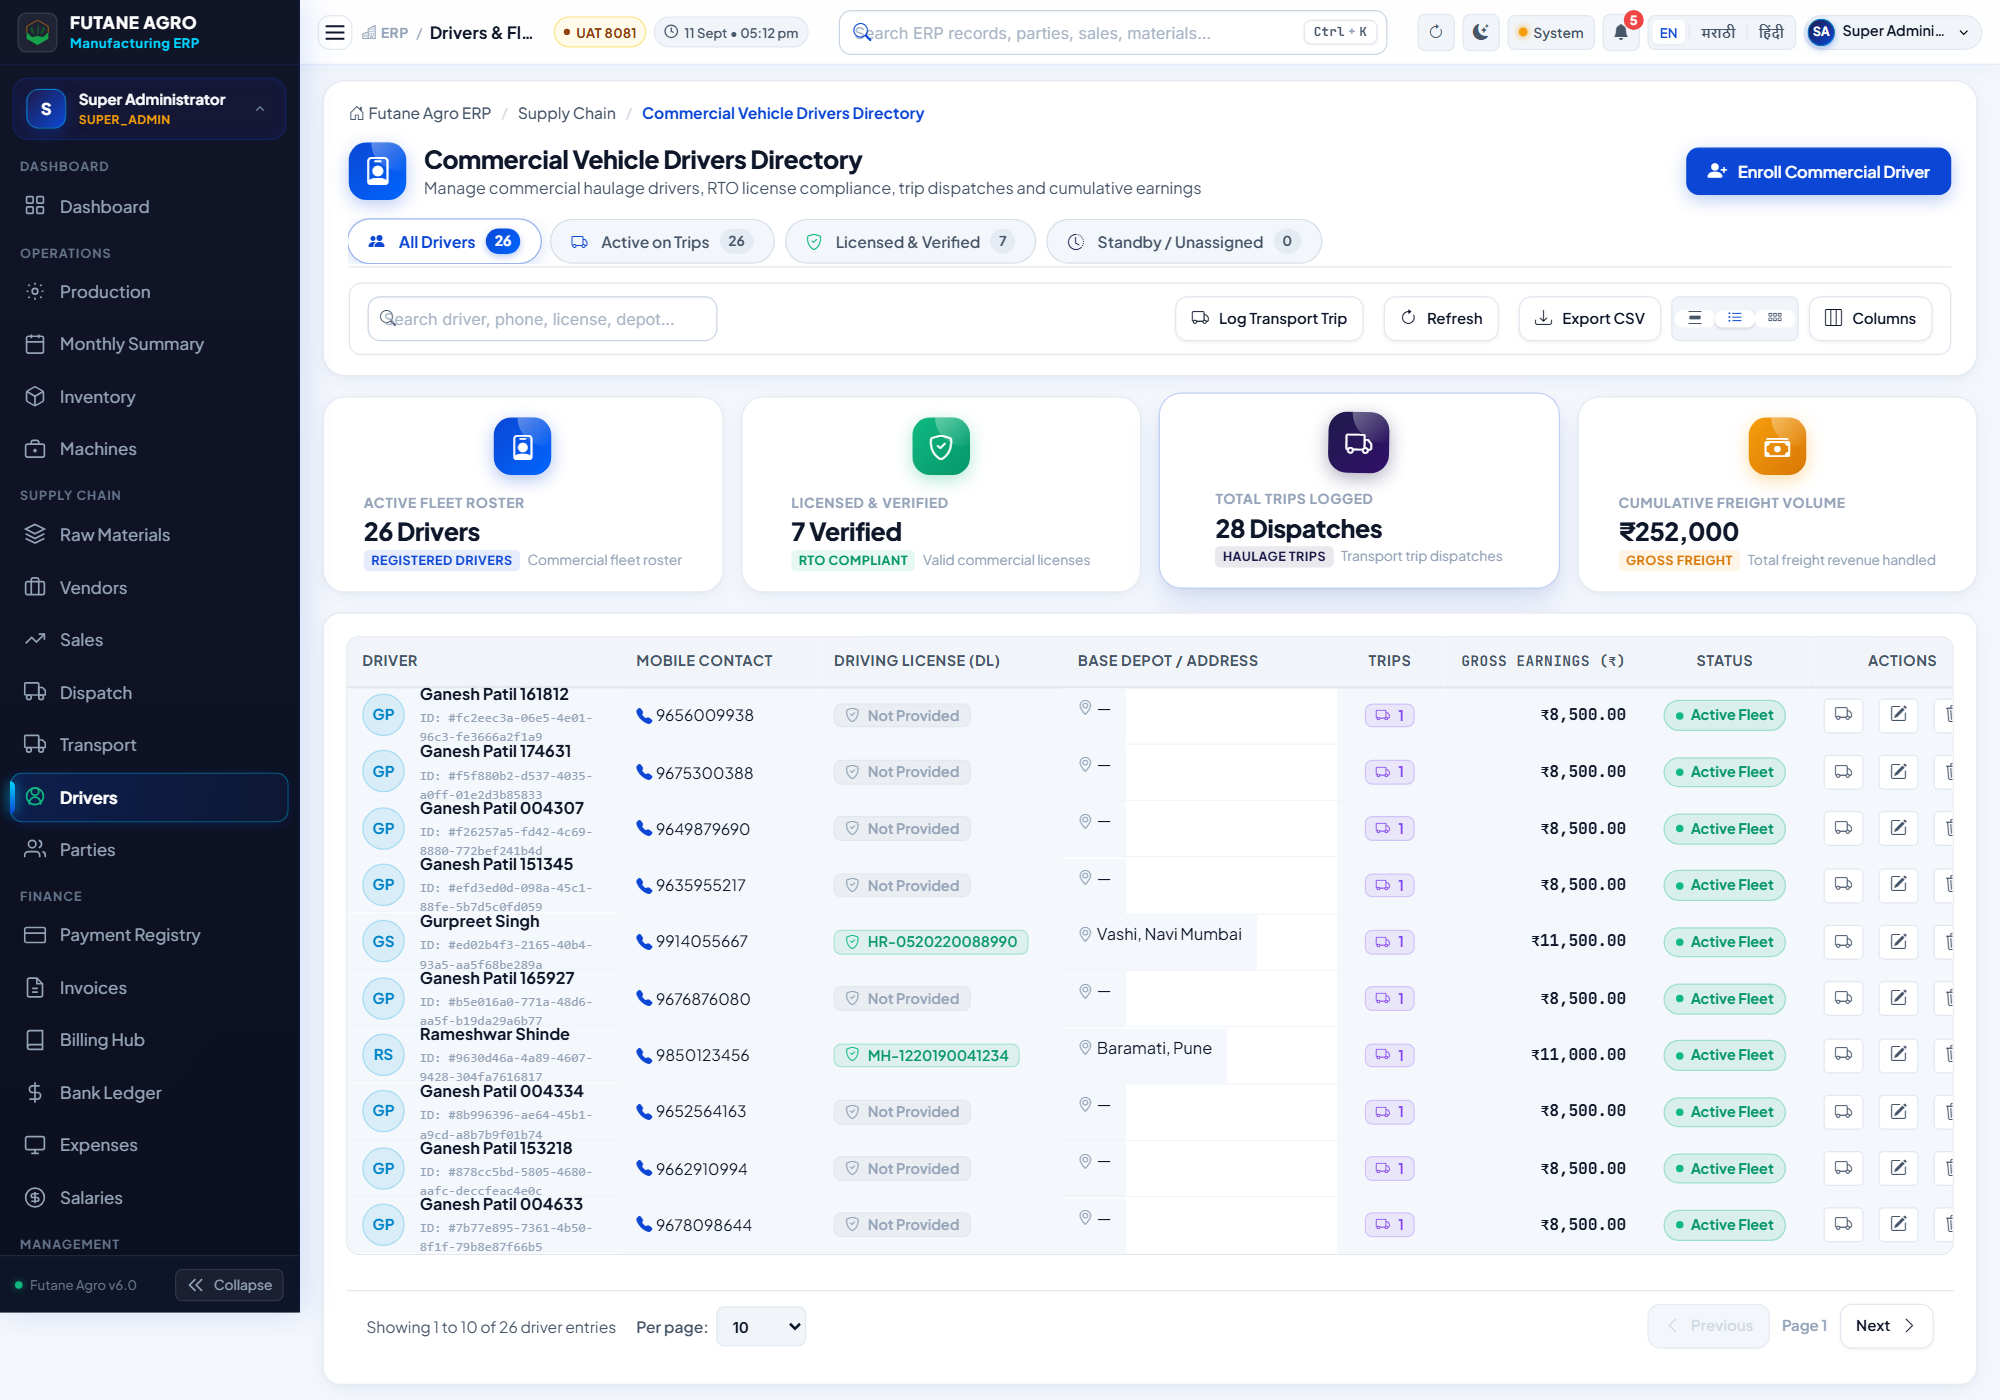 FUTANE AGRO
Manufacturing ERP
S
Super Administrator
SUPER_ADMIN
DASHBOARD
Dashboard
OPERATIONS
Production
Monthly Summary
Inventory
Machines
SUPPLY CHAIN
Raw Materials
Vendors
Sales
Dispatch
Transport
Drivers
Parties
FINANCE
Payment Registry
Invoices
Billing Hub
Bank Ledger
Expenses
Salaries
MANAGEMENT
Futane Agro v6.0
Collapse
ERP / Drivers & Fl...
UAT 8081
11 Sept • 05:12 pm
Search ERP records, parties, sales, materials...
Ctrl + K
System
5
EN मराठी हिंदी
SA Super Admini...
Futane Agro ERP / Supply Chain / Commercial Vehicle Drivers Directory
Commercial Vehicle Drivers Directory
Manage commercial haulage drivers, RTO license compliance, trip dispatches and cumulative earnings
Enroll Commercial Driver
All Drivers 26
Active on Trips 26
Licensed & Verified 7
Standby / Unassigned 0
Search driver, phone, license, depot...
Log Transport Trip
Refresh
Export CSV
Columns
ACTIVE FLEET ROSTER
26 Drivers
REGISTERED DRIVERS Commercial fleet roster
LICENSED & VERIFIED
7 Verified
RTO COMPLIANT Valid commercial licenses
TOTAL TRIPS LOGGED
28 Dispatches
HAULAGE TRIPS Transport trip dispatches
CUMULATIVE FREIGHT VOLUME
₹252,000
GROSS FREIGHT Total freight revenue handled
DRIVER MOBILE CONTACT DRIVING LICENSE (DL) BASE DEPOT / ADDRESS TRIPS GROSS EARNINGS (₹) STATUS ACTIONS
Ganesh Patil 161812
GP ID: #fc2eec3a-06e5-4e01- 9656009938 Not Provided — 1 ₹8,500.00 Active Fleet
96c3-fe3666a2f1a9
Ganesh Patil 174631
GP ID: #f5f880b2-d537-4035- 9675300388 Not Provided — 1 ₹8,500.00 Active Fleet
a0ff-01e2d3b85833
Ganesh Patil 004307
GP ID: #f26257a5-fd42-4c69- 9649879690 Not Provided — 1 ₹8,500.00 Active Fleet
8880-772bef241b4d
Ganesh Patil 151345
GP ID: #efd3ed0d-098a-45c1- 9635955217 Not Provided — 1 ₹8,500.00 Active Fleet
88fe-5b7d5c0fd059
Gurpreet Singh
GS ID: #ed02b4f3-2165-40b4- 9914055667 HR-0520220088990 Vashi, Navi Mumbai 1 ₹11,500.00 Active Fleet
93a5-aa5f68be289a
Ganesh Patil 165927
GP ID: #b5e016a0-771a-48d6- 9676876080 Not Provided — 1 ₹8,500.00 Active Fleet
aa5f-b19da29a6b77
Rameshwar Shinde
RS ID: #9630d46a-4a89-4607- 9850123456 MH-1220190041234 Baramati, Pune 1 ₹11,000.00 Active Fleet
9428-304fa7616817
Ganesh Patil 004334
GP ID: #8b996396-ae64-45b1- 9652564163 Not Provided — 1 ₹8,500.00 Active Fleet
a9cd-a8b7b9f01b74
Ganesh Patil 153218
GP ID: #878cc5bd-5805-4680- 9662910994 Not Provided — 1 ₹8,500.00 Active Fleet
aafc-deccfeac4e0c
Ganesh Patil 004633
GP ID: #7b77e895-7361-4b50- 9678098644 Not Provided — 1 ₹8,500.00 Active Fleet
8f1f-79b8e87f66b5
Showing 1 to 10 of 26 driver entries Per page: 10
Previous Page 1 Next